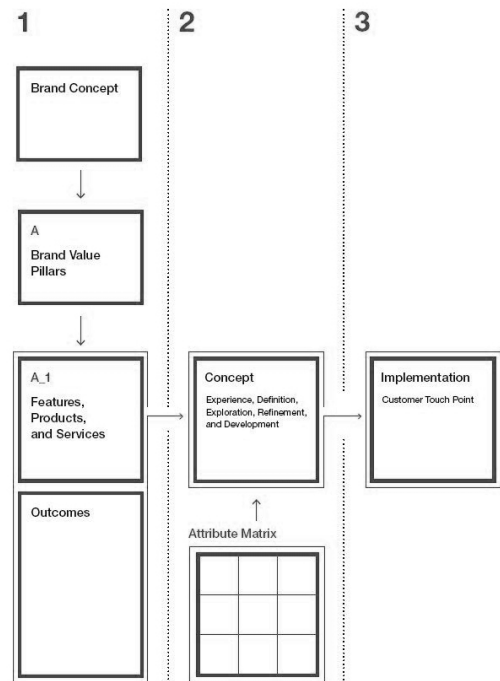 1
2
3
Brand Concept
A
Brand Value
Pillars
A_1
Features,
Products,
and Services
Outcomes
Concept
Experience, Definition,
Exploration, Refinement,
and Development
Attribute Matrix
Implementation
Customer Touch Point